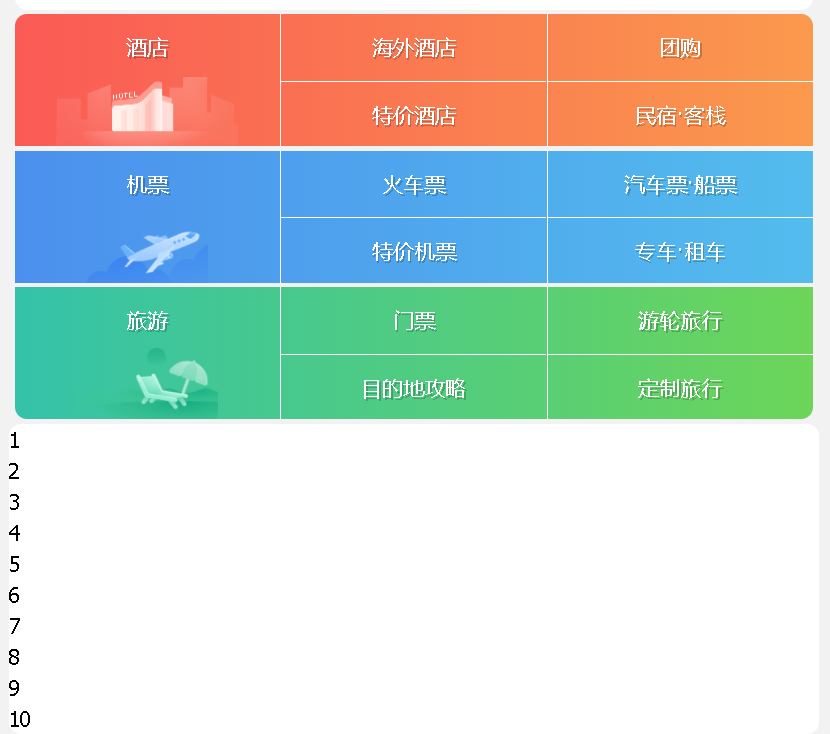 酒店
海外酒店
团购
HOTEL
特价酒店
民宿·客栈
机票
火车票
汽车票·船票
特价机票
专车·租车
旅游
门票
游轮旅行
目的地攻略
定制旅行
1
2
3
4
5
6
7
8
9
10